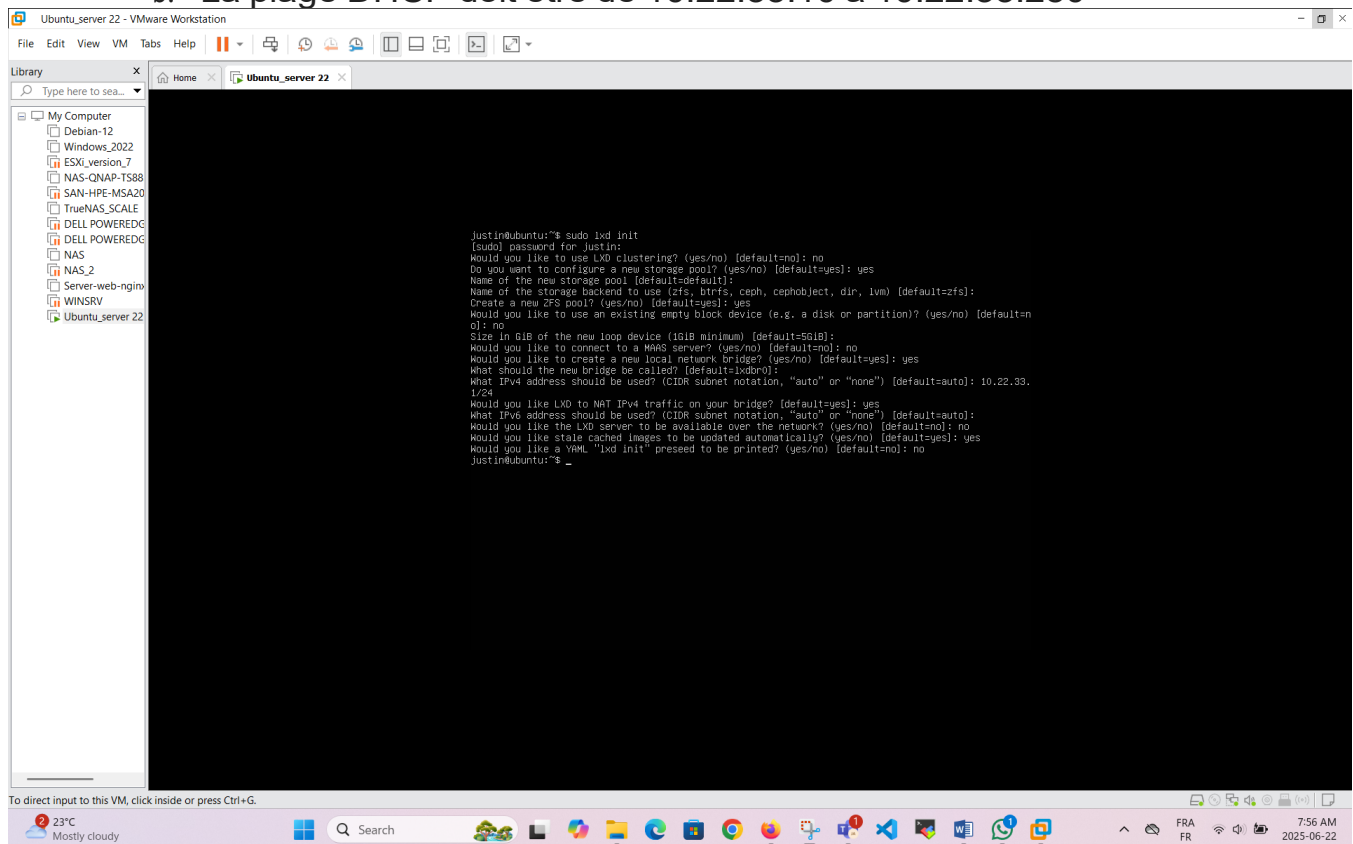 Ubuntu_server 22 - VMware Workstation
File Edit View VM Tabs Help
Library
Type here to sea...
Home
Ubuntu_server 22
My Computer
Debian-12
Windows_2022
ESXi_version_7
NAS-QNAP-TS88
SAN-HPE-MSA20
TrueNAS_SCALE
DELL POWEREDG
DELL POWEREDG
NAS
NAS_2
Server-web-nginx
WINSRV
Ubuntu_server 22
justin@ubuntu:~$ sudo lxd init
[sudo] password for justin:
Would you like to use LXD clustering? (yes/no) [default=no]: no
Do you want to configure a new storage pool? (yes/no) [default=yes]: yes
Name of the new storage pool [default=default]:
Name of the storage backend to use (zfs, btrfs, ceph, cephobject, dir, lvm) [default=zfs]:
Create a new ZFS pool? (yes/no) [default=yes]: yes
Would you like to use an existing empty block device (e.g. a disk or partition)? (yes/no) [default=n
o]: no
Size in GiB of the new loop device (1GiB minimum) [default=5GiB]:
Would you like to connect to a MAAS server? (yes/no) [default=no]: no
Would you like to create a new local network bridge? (yes/no) [default=yes]: yes
What should the new bridge be called? [default=lxdbr0]:
What IPv4 address should be used? (CIDR subnet notation, “auto” or “none”) [default=auto]: 10.22.33.
1/24
Would you like LXD to NAT IPv4 traffic on your bridge? [default=yes]: yes
What IPv6 address should be used? (CIDR subnet notation, “auto” or “none”) [default=auto]:
Would you like the LXD server to be available over the network? (yes/no) [default=no]: no
Would you like stale cached images to be updated automatically? (yes/no) [default=yes]: yes
Would you like a YAML "lxd init" preseed to be printed? (yes/no) [default=no]: no
justin@ubuntu:~$ _
To direct input to this VM, click inside or press Ctrl+G.
2
23°C
Mostly cloudy
Search
1
1
FRA
FR
7:56 AM
2025-06-22